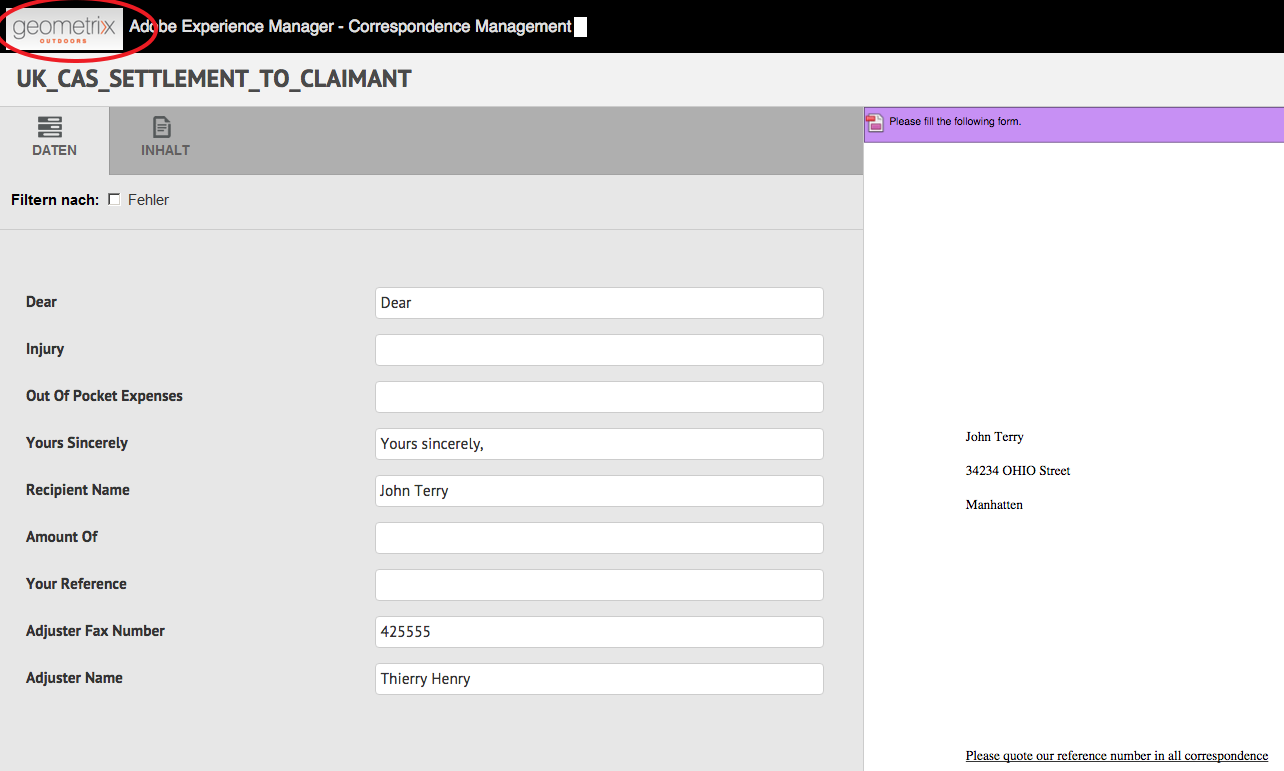 geometrixx
OUTDOORS
Adobe Experience Manager - Correspondence Management
UK_CAS_SETTLEMENT_TO_CLAIMANT
DATEN
INHALT
Filtern nach: Fehler
Dear
Dear
Injury
Out Of Pocket Expenses
Yours Sincerely
Yours sincerely,
Recipient Name
John Terry
Amount Of
Your Reference
Adjuster Fax Number
425555
Adjuster Name
Thierry Henry
Please fill the following form.
John Terry
34234 OHIO Street
Manhatten
Please quote our reference number in all correspondence